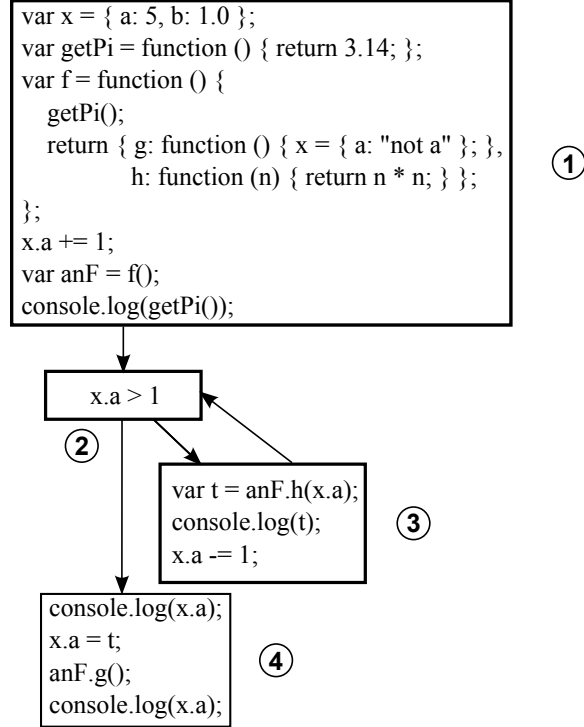 var x = { a: 5, b: 1.0 };
var getPi = function () { return 3.14; };
var f = function () {
getPi();
return { g: function () { x = { a: "not a" }; },
h: function (n) { return n * n; } };
};
x.a += 1;
var anF = f();
console.log(getPi());
1
x.a > 1
2
var t = anF.h(x.a);
console.log(t);
x.a -= 1;
3
console.log(x.a);
x.a = t;
anF.g();
console.log(x.a);
4